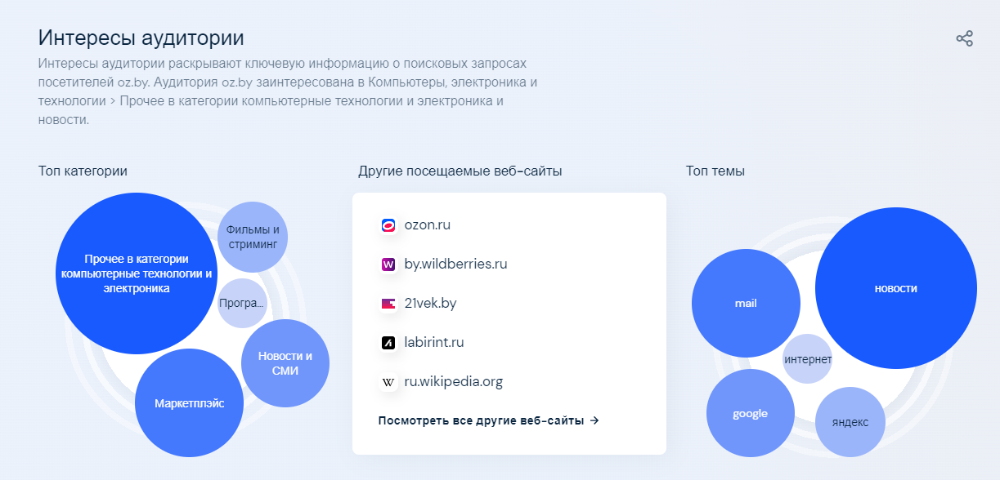 Интересы аудитории
Интересы аудитории раскрывают ключевую информацию о поисковых запросах
посетителей oz.by. Аудитория oz.by заинтересована в Компьютеры, электроника и
технологии > Прочее в категории компьютерные технологии и электроника и
новости.
Топ категории
Прочее в категории
компьютерные технологии и
электроника
Фильмы и
стриминг
Програ...
Новости и
СМИ
Маркетплэйс
Другие посещаемые веб-сайты
ozon.ru
by.wildberries.ru
21vek.by
labirint.ru
ru.wikipedia.org
Посмотреть все другие веб-сайты →
Топ темы
новости
mail
интернет
google
яндекс